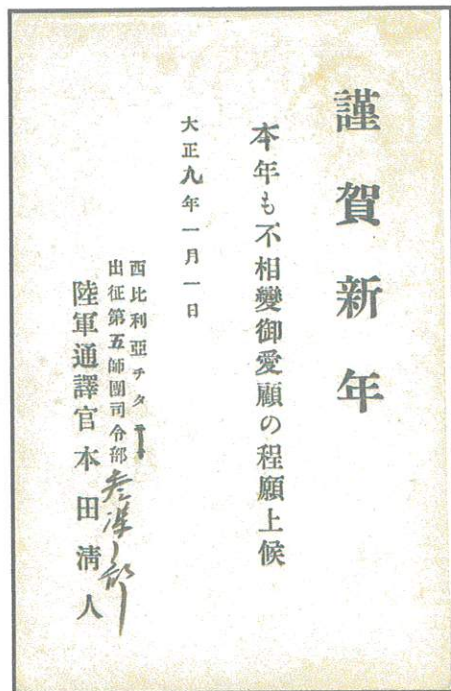 謹賀新年
本年も不相變御愛顧の程願上候
大正九年一月一日
西比利亞チター
出征第五師團司令部
陸軍通譯官本田淸人